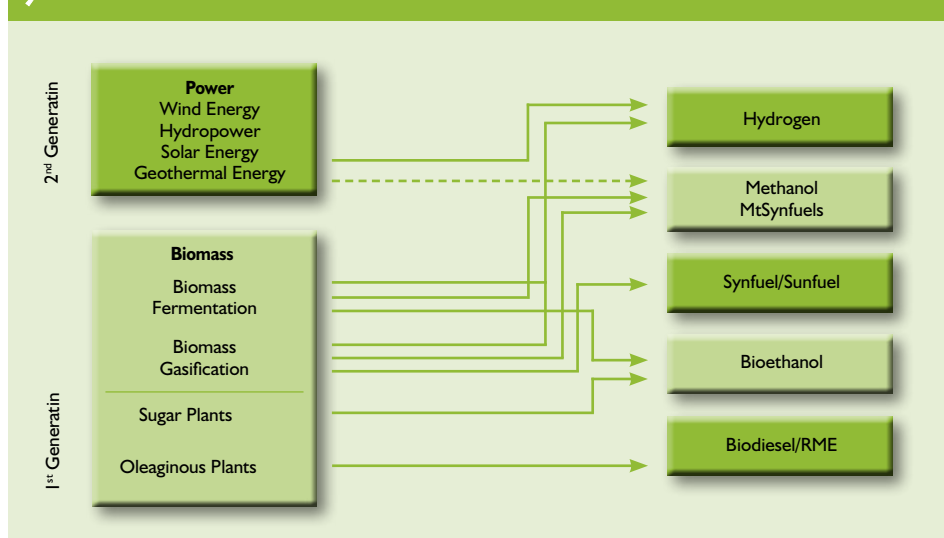 2nd Generatin
Power
Wind Energy
Hydropower
Solar Energy
Geothermal Energy
Biomass
Biomass
Fermentation
Biomass
Gasification
1st Generatin
Sugar Plants
Oleaginous Plants
Hydrogen
Methanol
MtSynfuels
Synfuel/Sunfuel
Bioethanol
Biodiesel/RME